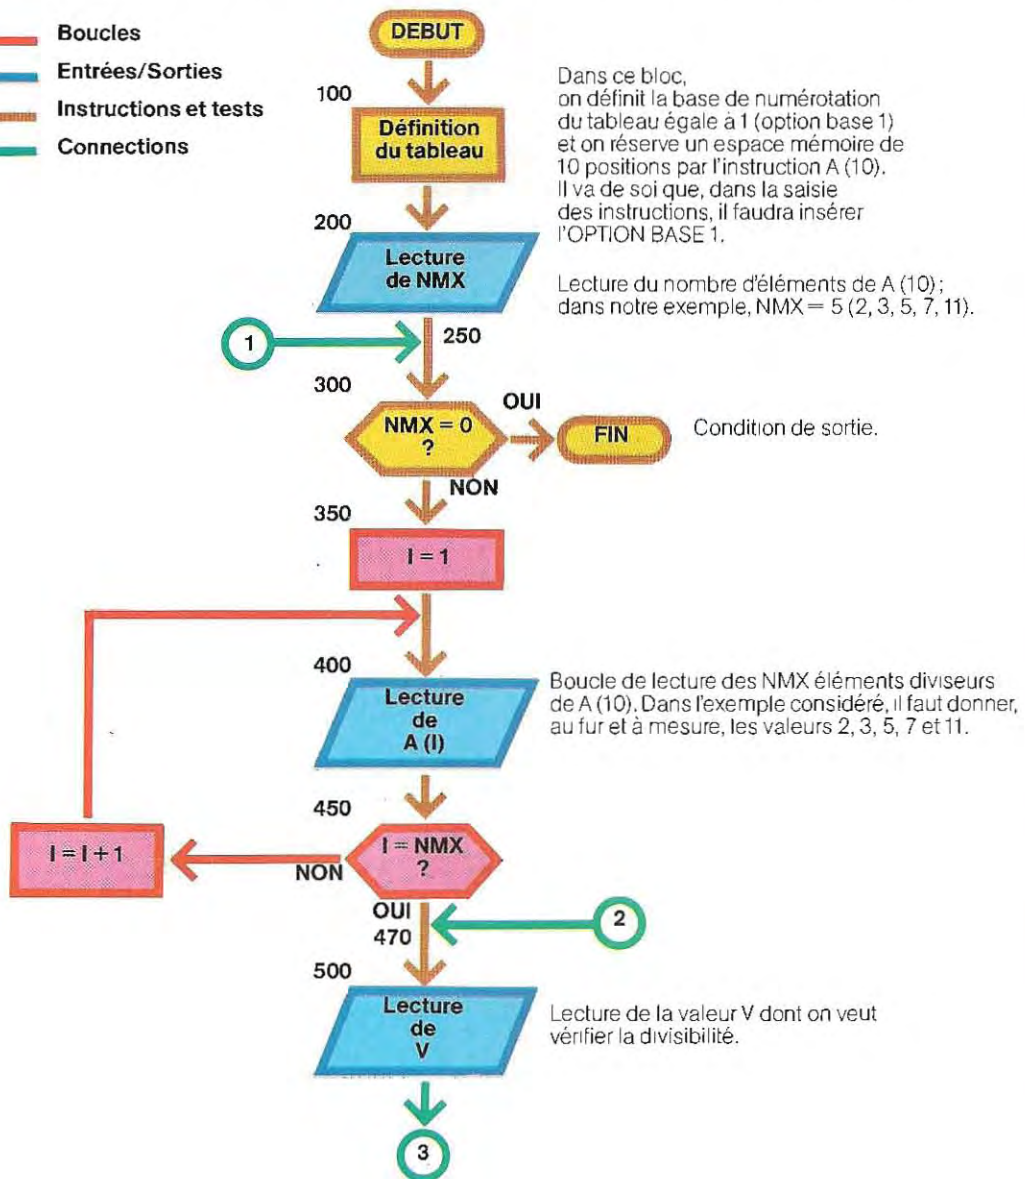 Boucles
Entrées/Sorties
Instructions et tests
Connections
DEBUT
100
Définition
du tableau
Dans ce bloc,
on définit la base de numérotation
du tableau égale à 1 (option base 1)
et on réserve un espace mémoire de
10 positions par l'instruction A (10).
Il va de soi que, dans la saisie
des instructions, il faudra insérer
l'OPTION BASE 1.
200
Lecture
de NMX
Lecture du nombre d'éléments de A (10);
dans notre exemple, NMX = 5 (2, 3, 5, 7, 11).
1
250
300
NMX = 0
?
OUI
FIN
Condition de sortie.
NON
350
I = 1
400
Lecture
de
A (I)
Boucle de lecture des NMX éléments diviseurs
de A (10). Dans l'exemple considéré, il faut donner,
au fur et à mesure, les valeurs 2, 3, 5, 7 et 11.
450
I = I + 1
NON
I = NMX
?
OUI
470
2
500
Lecture
de
V
Lecture de la valeur V dont on veut
vérifier la divisibilité.
3